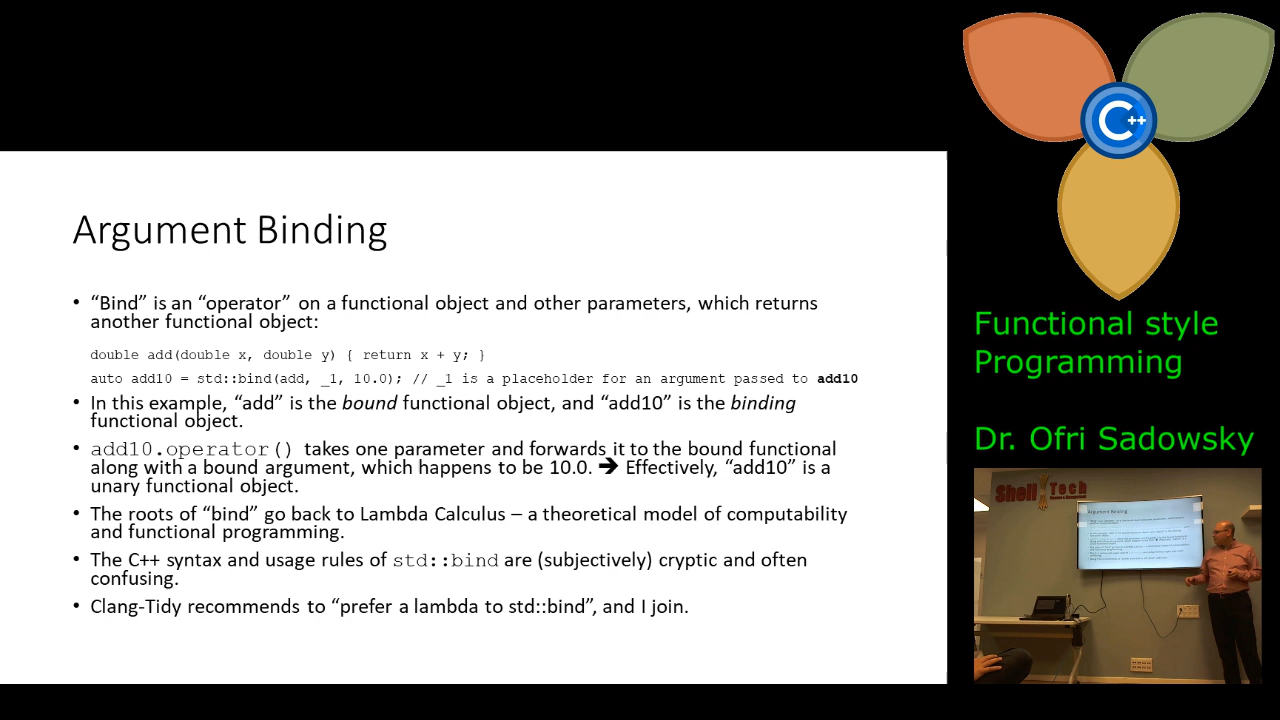 Argument Binding
• “Bind” is an “operator” on a functional object and other parameters, which returns
another functional object:
double add(double x, double y) { return x + y; }
auto add10 = std::bind(add, _1, 10.0); // _1 is a placeholder for an argument passed to add10
• In this example, “add” is the bound functional object, and “add10” is the binding
functional object.
• add10.operator() takes one parameter and forwards it to the bound functional
along with a bound argument, which happens to be 10.0. ➔ Effectively, “add10” is a
unary functional object.
• The roots of “bind” go back to Lambda Calculus – a theoretical model of computability
and functional programming.
• The C++ syntax and usage rules of std::bind are (subjectively) cryptic and often
confusing.
• Clang-Tidy recommends to “prefer a lambda to std::bind”, and I join.
C++
Functional style
Programming
Dr. Ofri Sadowsky
Shell Tech
Argument Binding